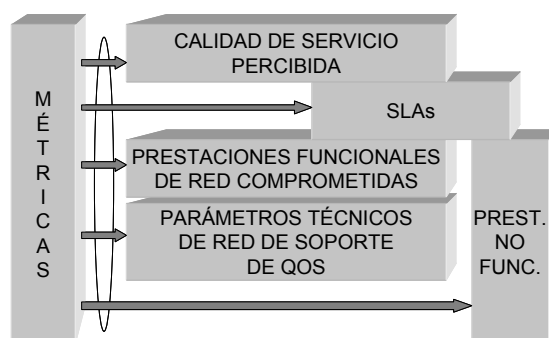 MÉTRICAS
CALIDAD DE SERVICIO
PERCIBIDA
SLAs
PRESTACIONES FUNCIONALES
DE RED COMPROMETIDAS
PARÁMETROS TÉCNICOS
DE RED DE SOPORTE
DE QOS
PREST.
NO
FUNC.